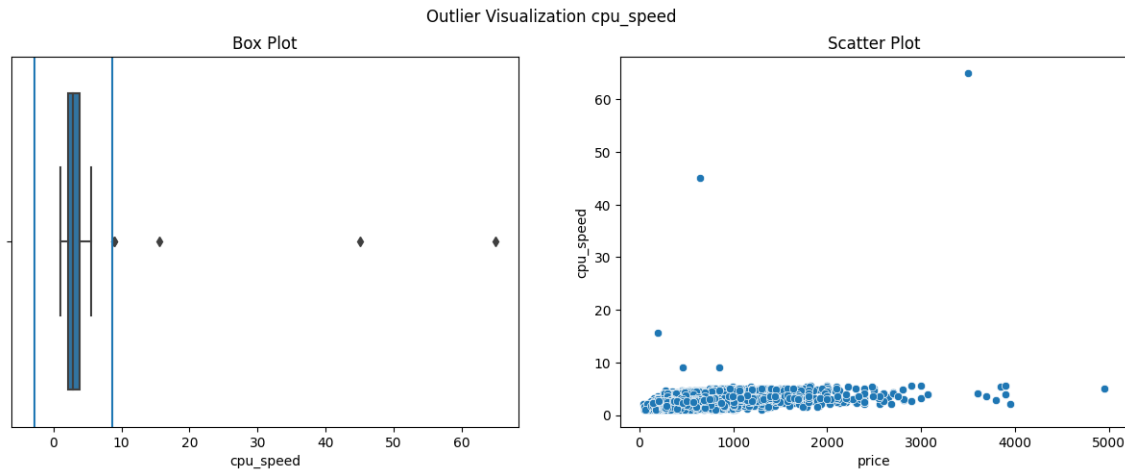 Outlier Visualization cpu_speed
Box Plot
0 10 20 30 40 50 60
cpu_speed
Scatter Plot
60
50
40
30
20
10
0
cpu_speed
0 1000 2000 3000 4000 5000
price